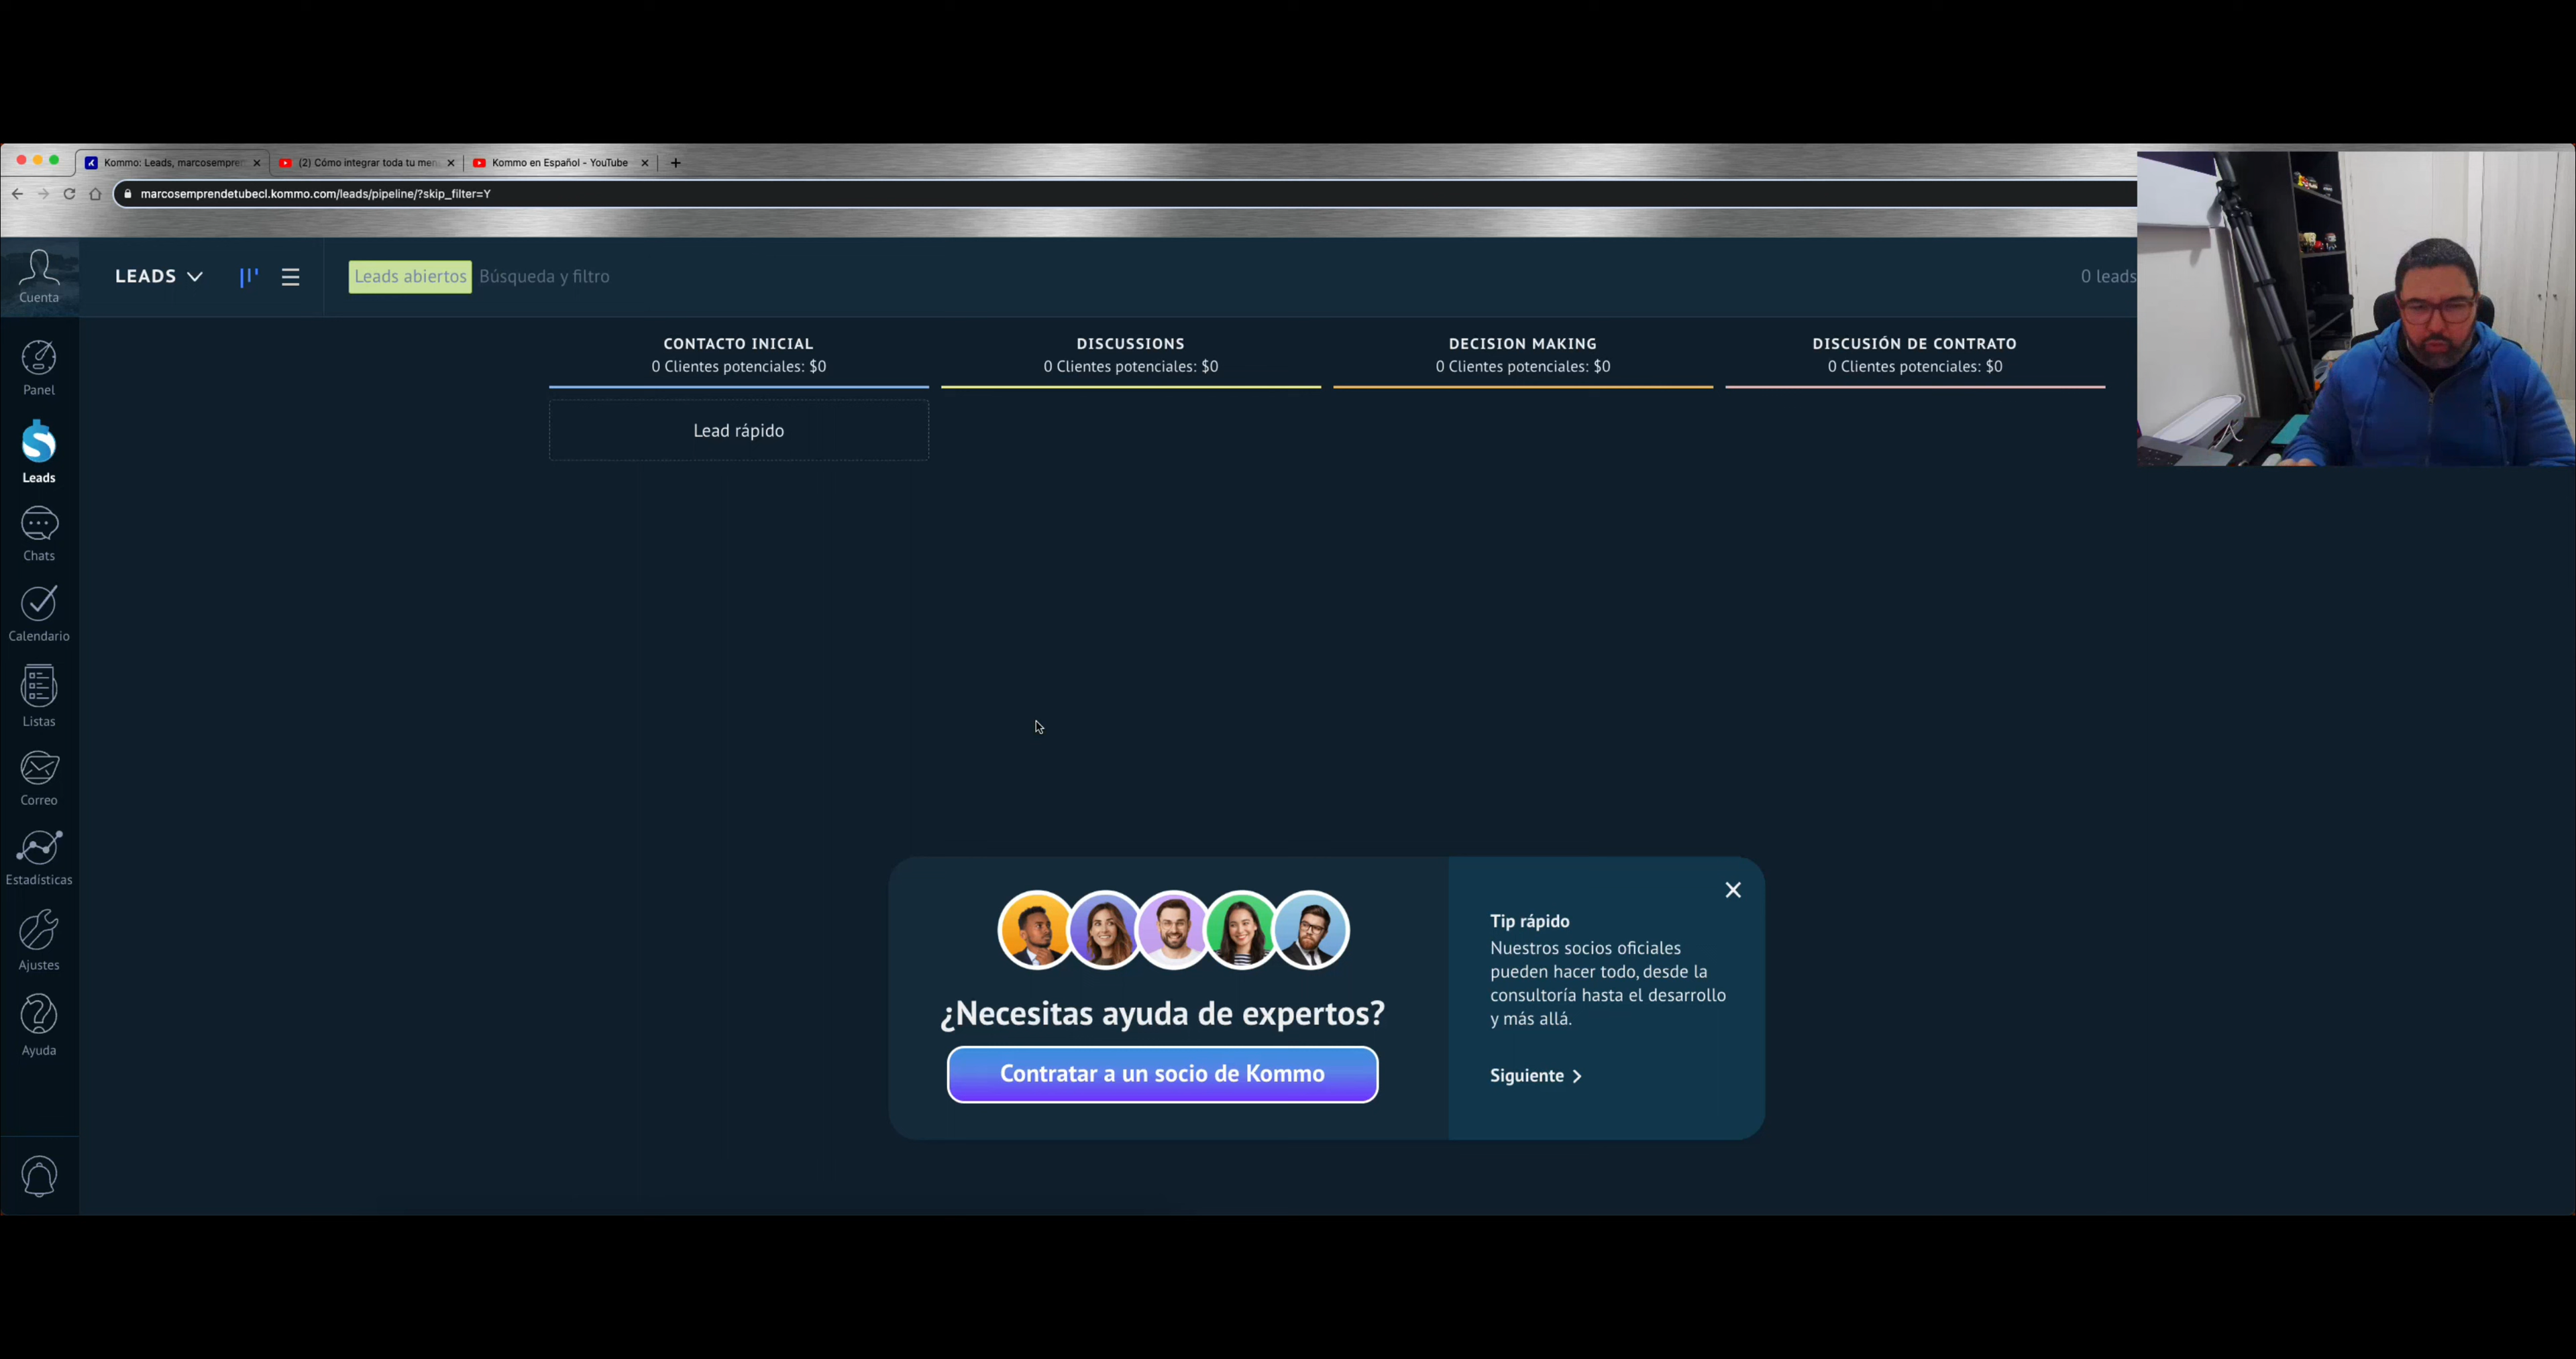 Kommo: Leads, marcosempren
(2) Cómo integrar toda tu men
Kommo en Español - YouTube
marcosemprendetubecl.kommo.com/leads/pipeline/?skip_filter=Y
Cuenta
LEADS
Leads abiertos
Búsqueda y filtro
0 leads
CONTACTO INICIAL
0 Clientes potenciales: $0
DISCUSSIONS
0 Clientes potenciales: $0
DECISION MAKING
0 Clientes potenciales: $0
DISCUSIÓN DE CONTRATO
0 Clientes potenciales: $0
Lead rápido
Panel
Leads
Chats
Calendario
Listas
Correo
Estadísticas
Ajustes
Ayuda
¿Necesitas ayuda de expertos?
Contratar a un socio de Kommo
Tip rápido
Nuestros socios oficiales
pueden hacer todo, desde la
consultoría hasta el desarrollo
y más allá.
Siguiente